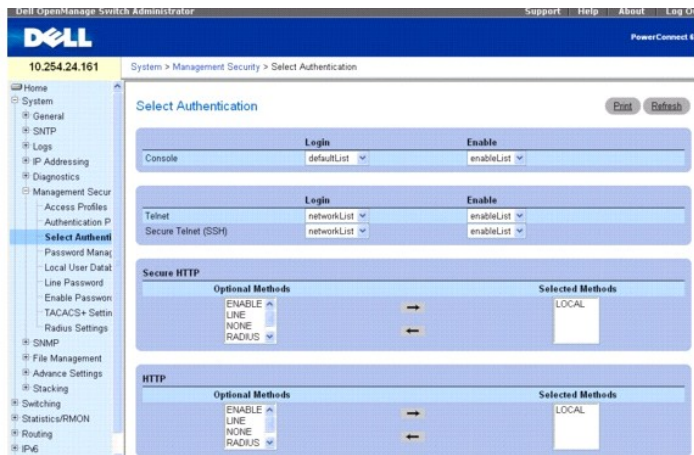 Dell OpenManage Switch Administrator
Support Help About Log O
DELL
PowerConnect 6
10.254.24.161
System > Management Security > Select Authentication
Home
System
General
SNTP
Logs
IP Addressing
Diagnostics
Management Secur
Access Profiles
Authentication P
Select Authenti
Password Manag
Local User Datab
Line Password
Enable Password
TACACS+ Settin
Radius Settings
SNMP
File Management
Advance Settings
Stacking
Switching
Statistics/RMON
Routing
IPv6
Select Authentication
Print Refresh
Login Enable
Console defaultList enableList
Login Enable
Telnet networkList enableList
Secure Telnet (SSH) networkList enableList
Secure HTTP
Optional Methods Selected Methods
ENABLE
LINE
NONE
RADIUS
LOCAL
HTTP
Optional Methods Selected Methods
ENABLE
LINE
NONE
RADIUS
LOCAL